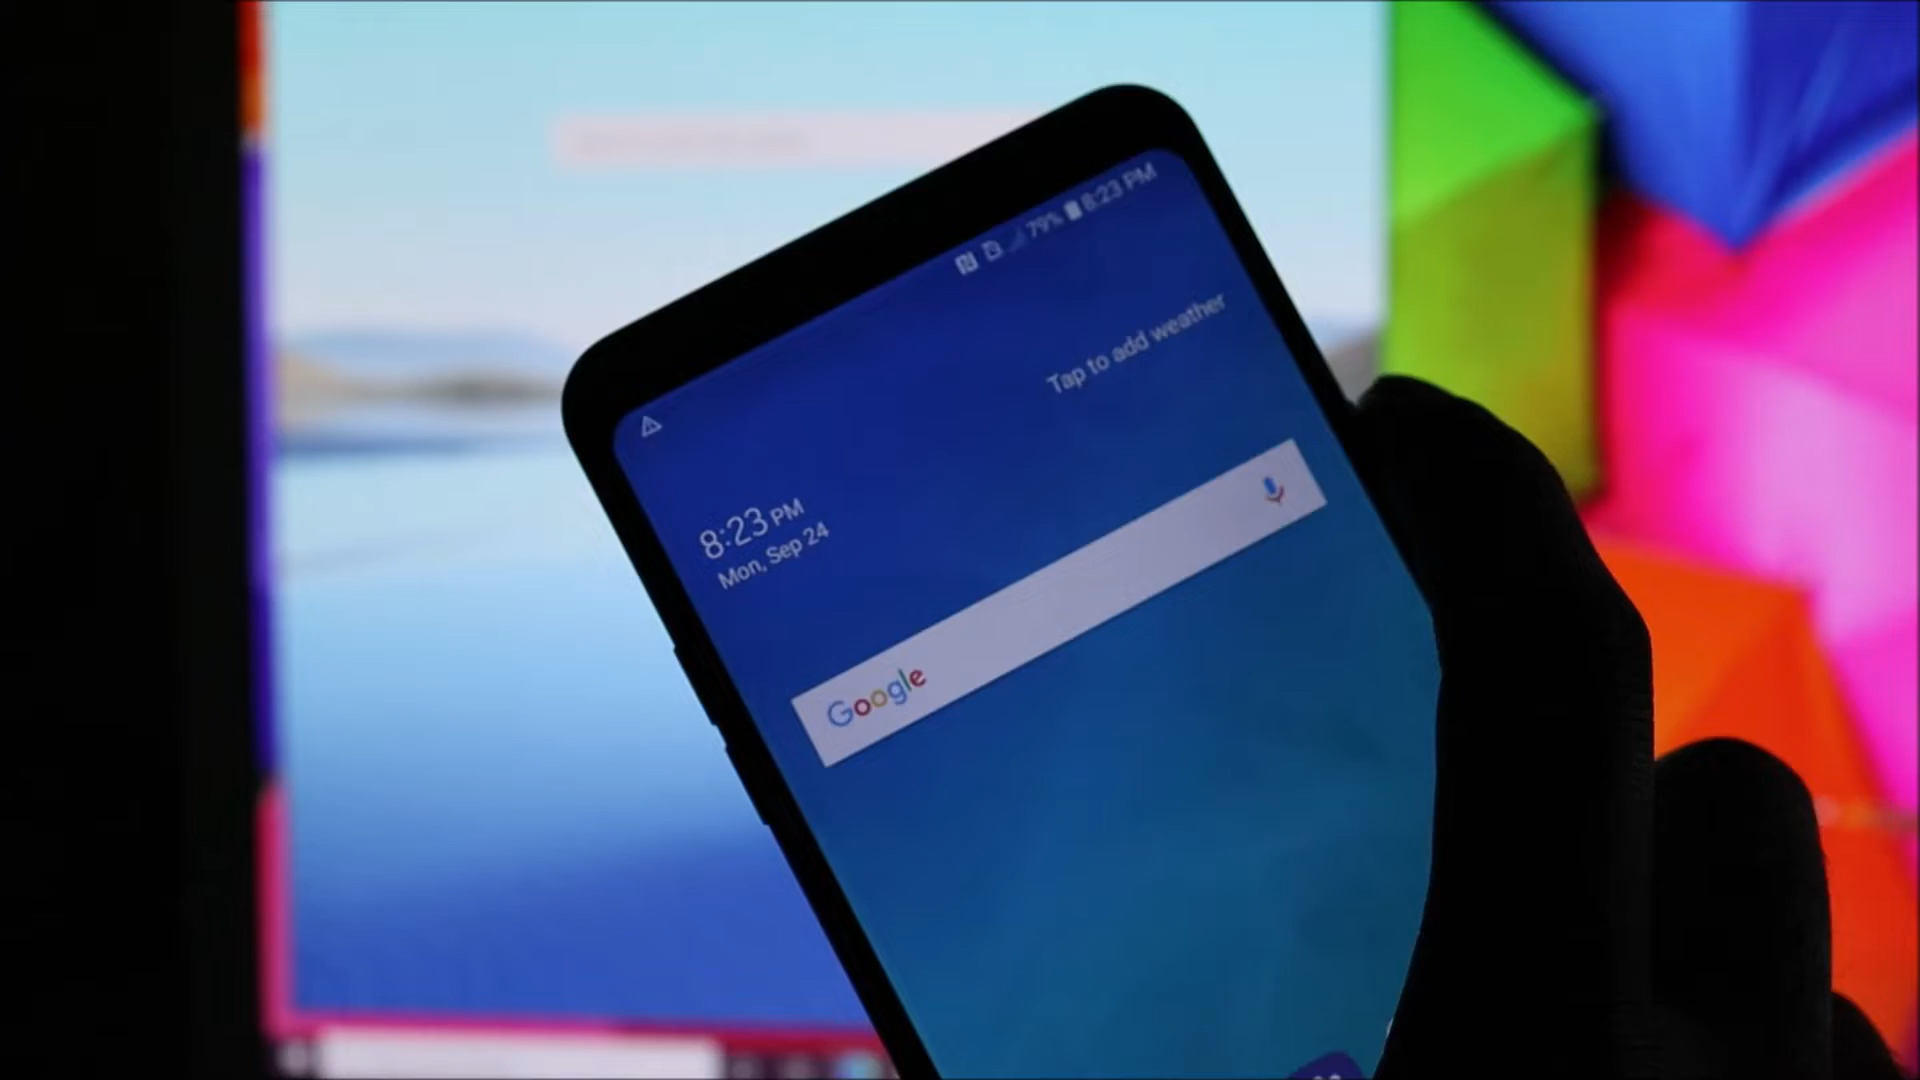 79% 8:23 PM
Tap to add weather
8:23 PM
Mon, Sep 24
Google